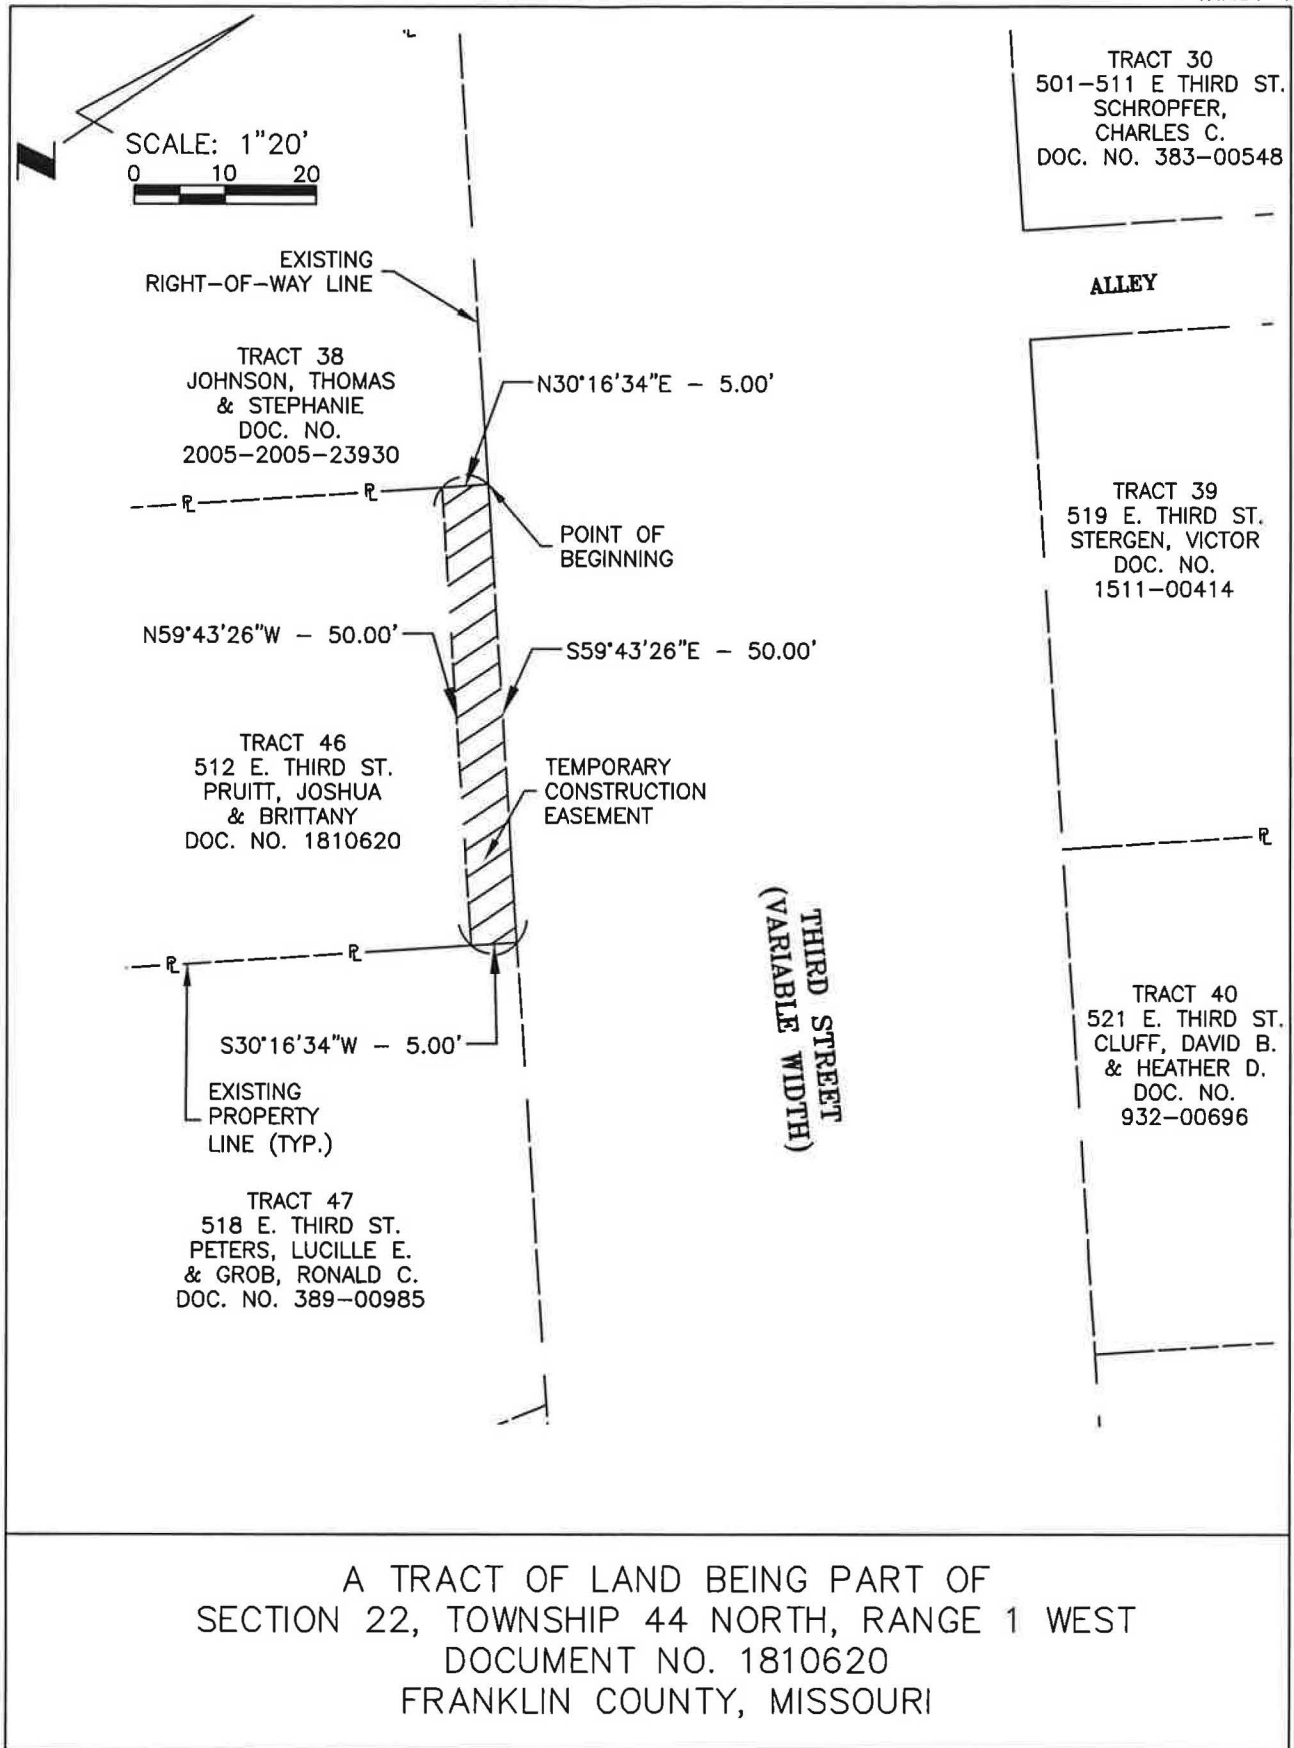 SCALE: 1"20'
0 10 20
EXISTING
RIGHT-OF-WAY LINE
TRACT 38
JOHNSON, THOMAS
& STEPHANIE
DOC. NO.
2005-2005-23930
N30°16'34"E - 5.00'
POINT OF
BEGINNING
N59°43'26"W - 50.00'
S59°43'26"E - 50.00'
TRACT 46
512 E. THIRD ST.
PRUITT, JOSHUA
& BRITTANY
DOC. NO. 1810620
TEMPORARY
CONSTRUCTION
EASEMENT
S30°16'34"W - 5.00'
EXISTING
PROPERTY
LINE (TYP.)
TRACT 47
518 E. THIRD ST.
PETERS, LUCILLE E.
& GROB, RONALD C.
DOC. NO. 389-00985
THIRD STREET
(VARIABLE WIDTH)
TRACT 30
501-511 E THIRD ST.
SCHROPFER,
CHARLES C.
DOC. NO. 383-00548
ALLEY
TRACT 39
519 E. THIRD ST.
STERGEN, VICTOR
DOC. NO.
1511-00414
TRACT 40
521 E. THIRD ST.
CLUFF, DAVID B.
& HEATHER D.
DOC. NO.
932-00696
A TRACT OF LAND BEING PART OF
SECTION 22, TOWNSHIP 44 NORTH, RANGE 1 WEST
DOCUMENT NO. 1810620
FRANKLIN COUNTY, MISSOURI